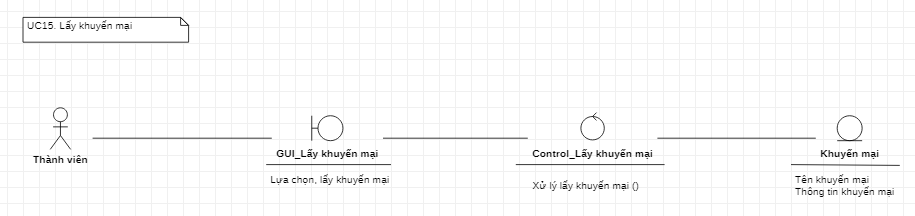 UC15. Lấy khuyến mại
Thành viên
GUI_Lấy khuyến mại
Lựa chọn, lấy khuyến mại
Control_Lấy khuyến mại
Xử lý lấy khuyến mại ()
Khuyến mại
Tên khuyến mại
Thông tin khuyến mại